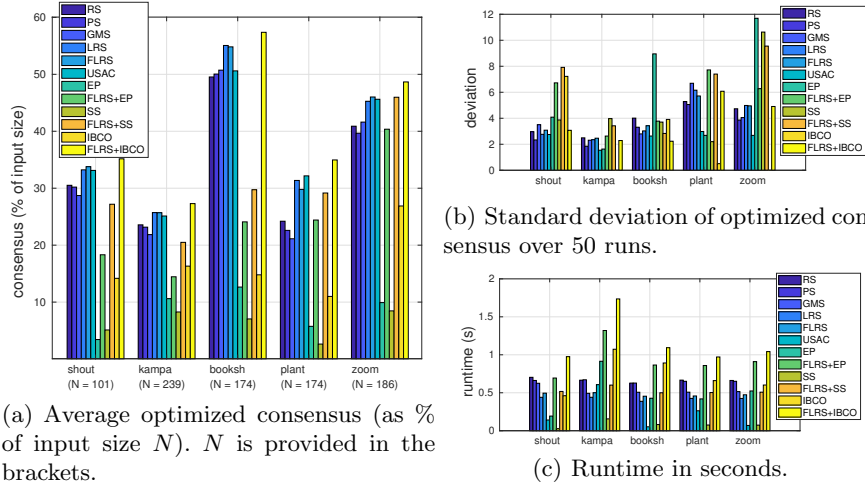 60
50
40
30
20
10
consensus (% of input size)
RS
PS
GMS
LRS
FLRS
USAC
EP
FLRS+EP
SS
FLRS+SS
IBCO
FLRS+IBCO
shout
kampa
booksh
plant
zoom
(N = 101)
(N = 239)
(N = 174)
(N = 174)
(N = 186)
(a) Average optimized consensus (as %
of input size N). N is provided in the
brackets.
12
10
8
6
4
2
0
deviation
shout
kampa
booksh
plant
zoom
RS
PS
GMS
LRS
FLRS
USAC
EP
FLRS+EP
SS
FLRS+SS
IBCO
FLRS+IBCO
(b) Standard deviation of optimized con-
sensus over 50 runs.
2
1.5
1
0.5
0
runtime (s)
shout
kampa
booksh
plant
zoom
RS
PS
GMS
LRS
FLRS
USAC
EP
FLRS+EP
SS
FLRS+SS
IBCO
FLRS+IBCO
(c) Runtime in seconds.